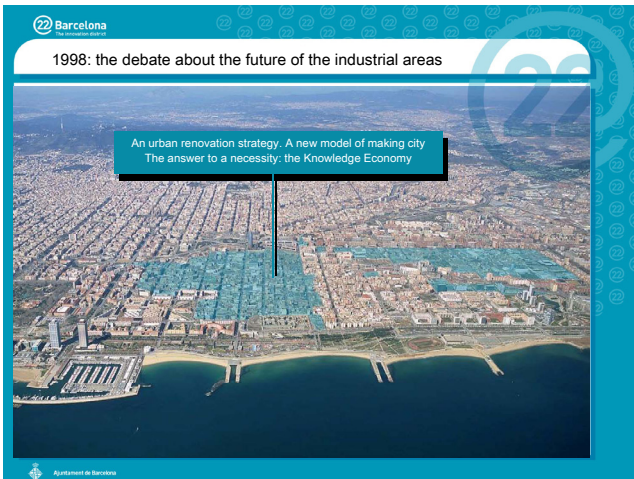 22 Barcelona
The innovation district
1998: the debate about the future of the industrial areas
22
An urban renovation strategy. A new model of making city
The answer to a necessity: the Knowledge Economy
Ajuntament de Barcelona